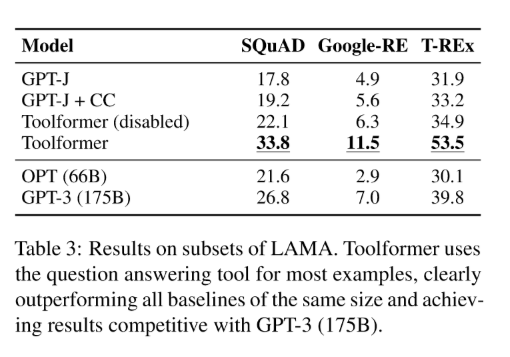 Model SQuAD Google-RE T-REx
GPT-J 17.8 4.9 31.9
GPT-J + CC 19.2 5.6 33.2
Toolformer (disabled) 22.1 6.3 34.9
Toolformer 33.8 11.5 53.5
OPT (66B) 21.6 2.9 30.1
GPT-3 (175B) 26.8 7.0 39.8
Table 3: Results on subsets of LAMA. Toolformer uses
the question answering tool for most examples, clearly
outperforming all baselines of the same size and achiev-
ing results competitive with GPT-3 (175B).